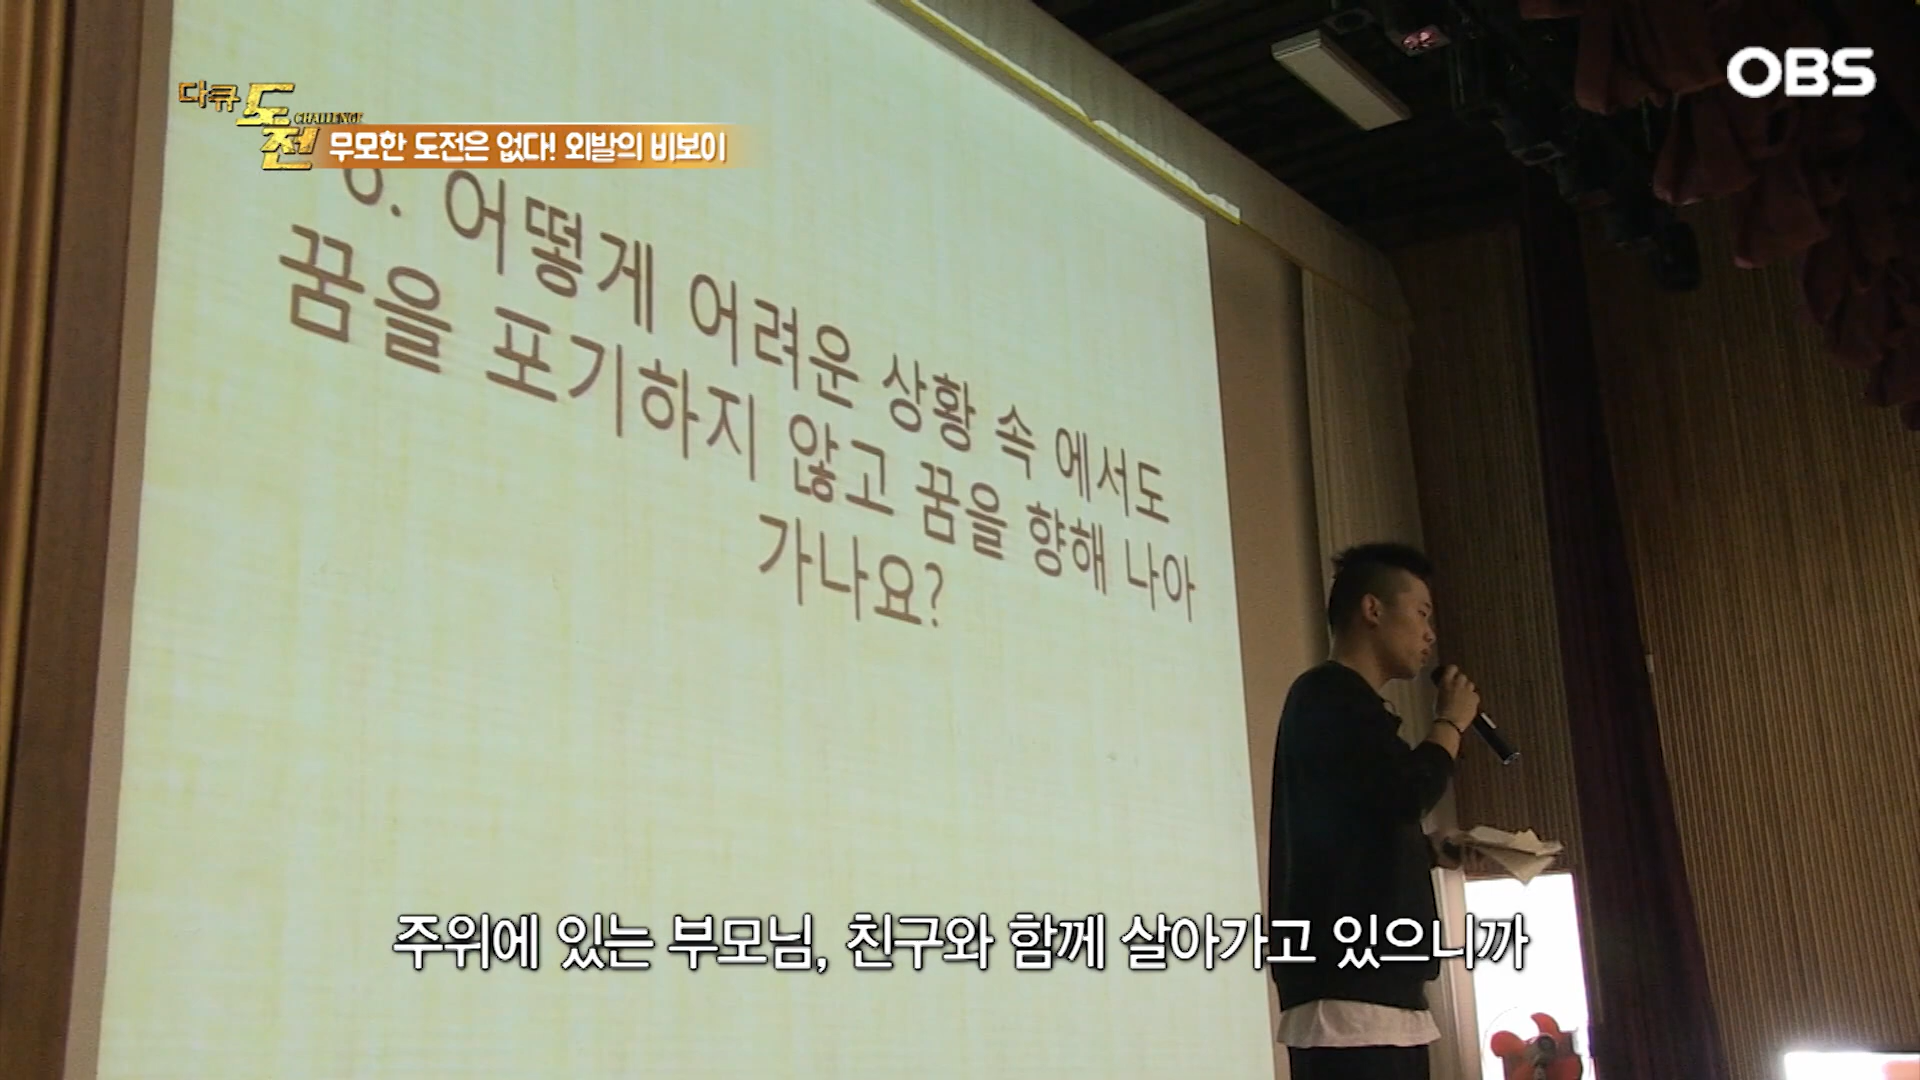 OBS
다큐 도전
CHALLENGE
무모한 도전은 없다! 외발의 비보이
6. 어떻게 어려운 상황 속 에서도
꿈을 포기하지 않고 꿈을 향해 나아
가나요?
주위에 있는 부모님, 친구와 함께 살아가고 있으니까